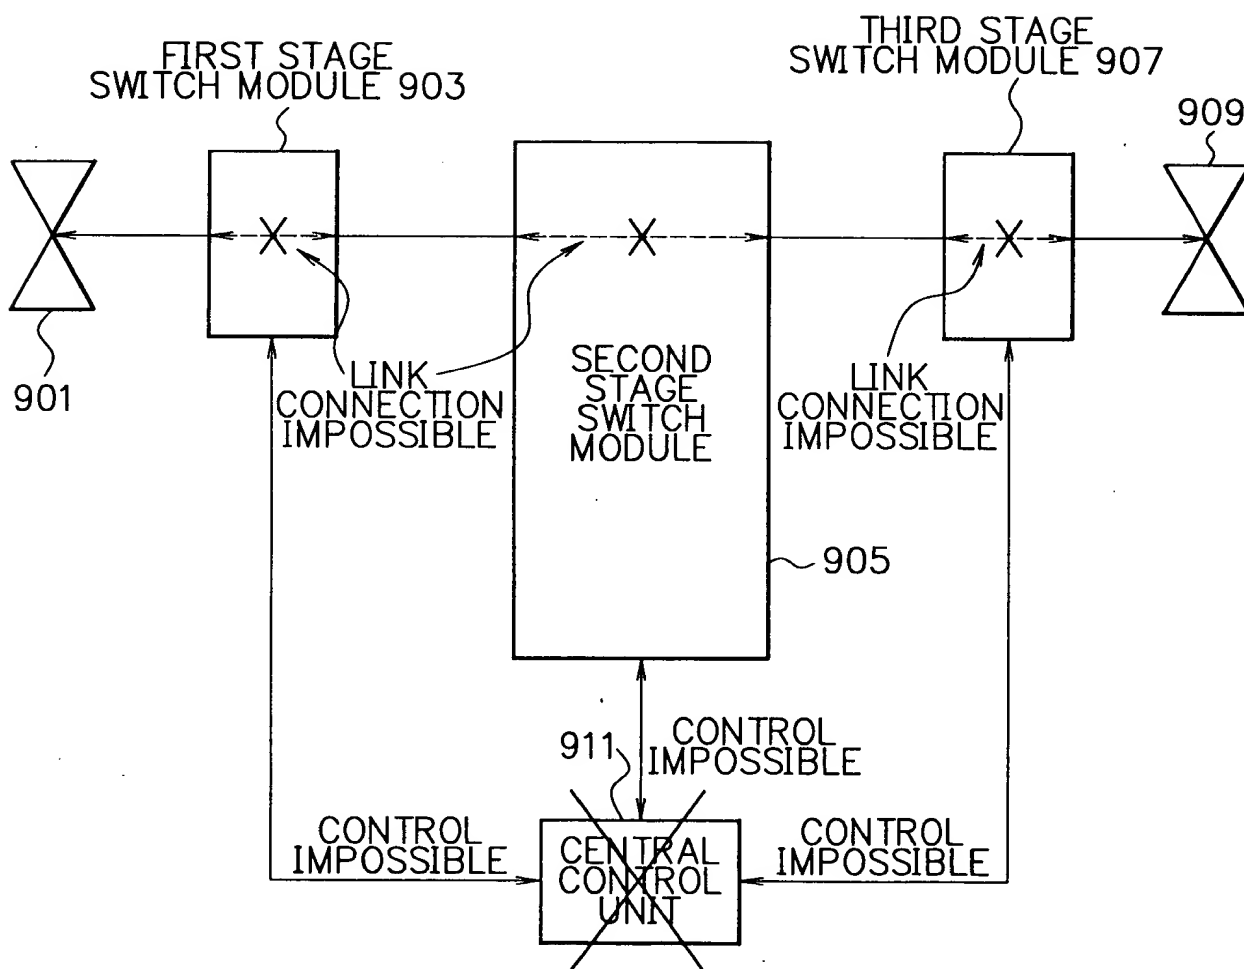 FIRST STAGE
SWITCH MODULE 903
THIRD STAGE
SWITCH MODULE 907
909
901
LINK
CONNECTION
IMPOSSIBLE
SECOND
STAGE
SWITCH
MODULE
LINK
CONNECTION
IMPOSSIBLE
905
911
CONTROL
IMPOSSIBLE
CONTROL
IMPOSSIBLE
CENTRAL
CONTROL
UNIT
CONTROL
IMPOSSIBLE